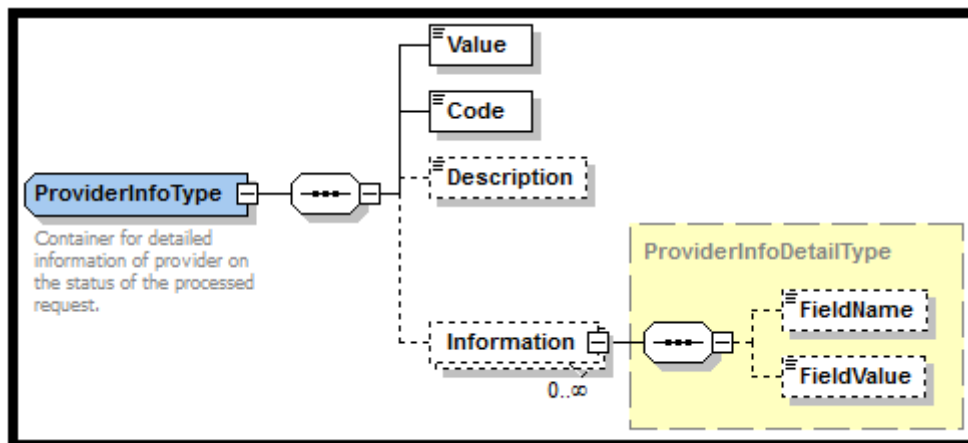 Value
Code
ProviderInfoType
Description
Container for detailed
information of provider on
the status of the processed
request.
ProviderInfoDetailType
FieldName
Information
0..∞
FieldValue